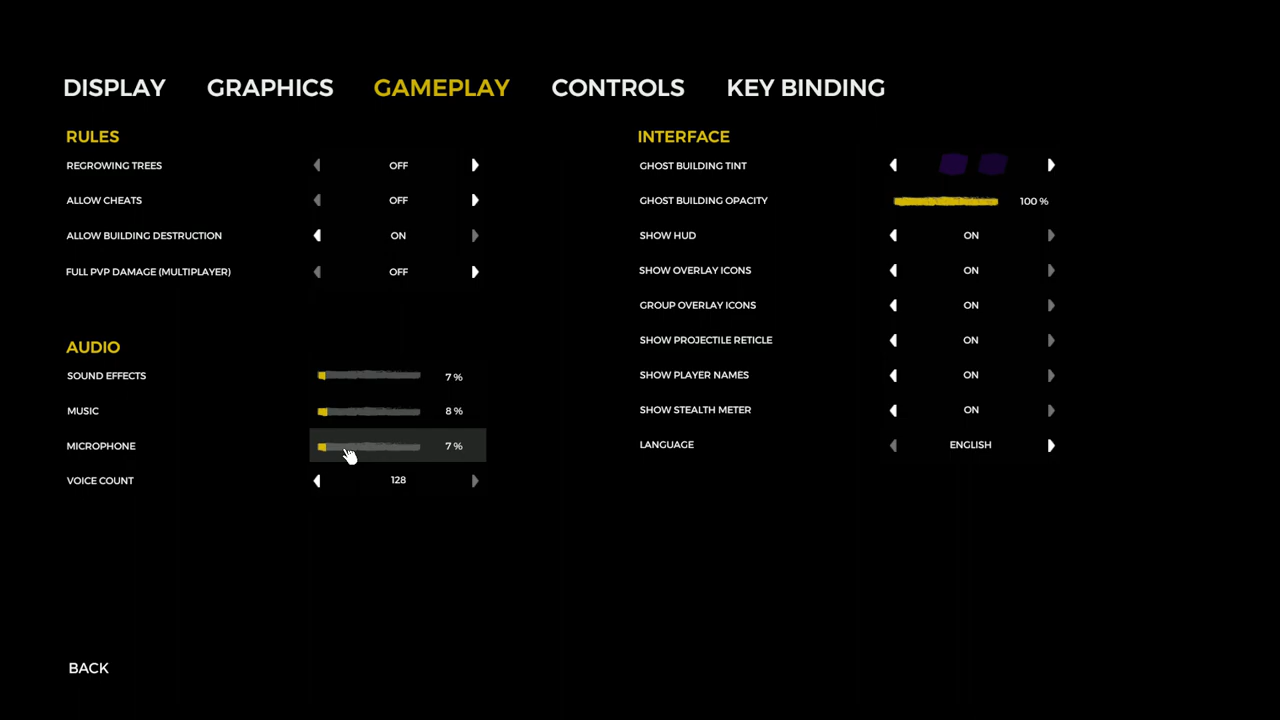 DISPLAY GRAPHICS GAMEPLAY CONTROLS KEY BINDING
RULES
REGROWING TREES OFF
ALLOW CHEATS OFF
ALLOW BUILDING DESTRUCTION ON
FULL PVP DAMAGE (MULTIPLAYER) OFF
AUDIO
SOUND EFFECTS 7 %
MUSIC 8 %
MICROPHONE 7 %
VOICE COUNT 128
INTERFACE
GHOST BUILDING TINT
GHOST BUILDING OPACITY 100 %
SHOW HUD ON
SHOW OVERLAY ICONS ON
GROUP OVERLAY ICONS ON
SHOW PROJECTILE RETICLE ON
SHOW PLAYER NAMES ON
SHOW STEALTH METER ON
LANGUAGE ENGLISH
BACK